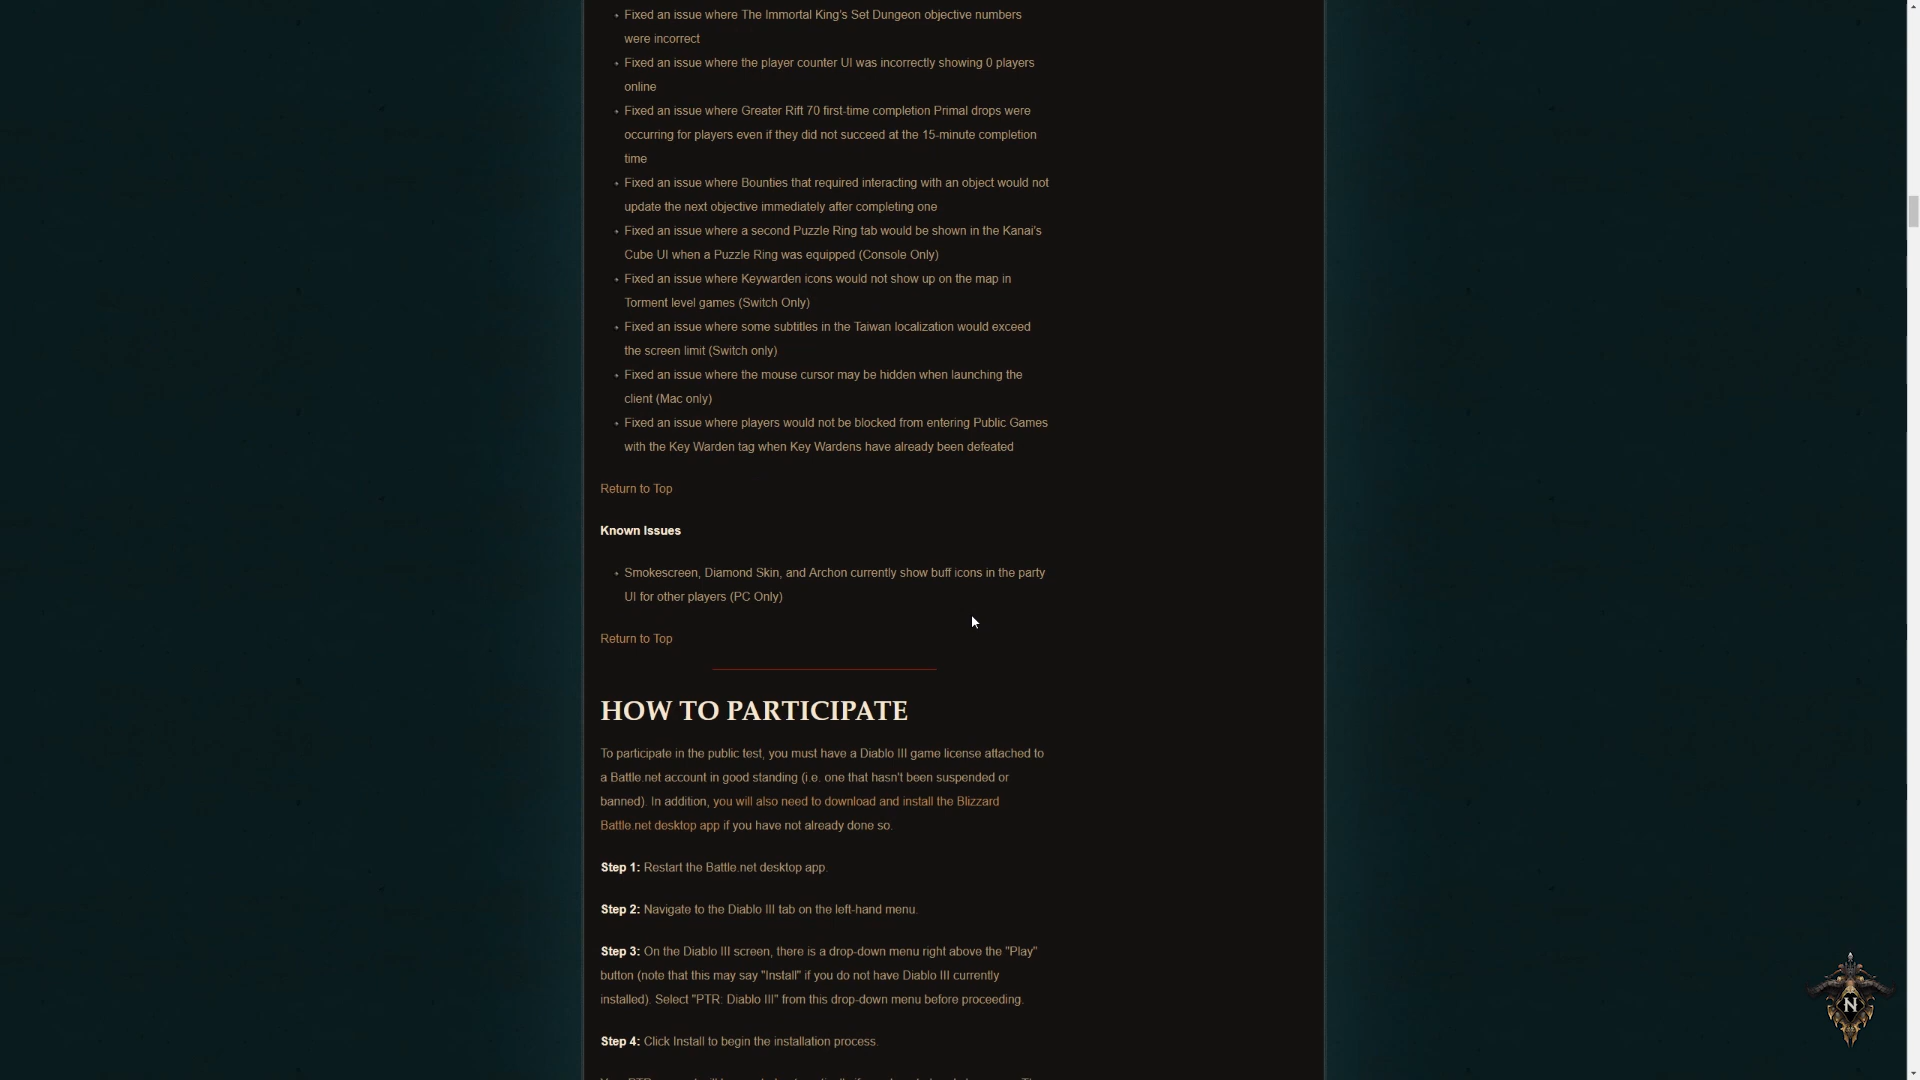 • Fixed an issue where The Immortal King's Set Dungeon objective numbers
were incorrect
• Fixed an issue where the player counter UI was incorrectly showing 0 players
online
• Fixed an issue where Greater Rift 70 first-time completion Primal drops were
occurring for players even if they did not succeed at the 15-minute completion
time
• Fixed an issue where Bounties that required interacting with an object would not
update the next objective immediately after completing one
• Fixed an issue where a second Puzzle Ring tab would be shown in the Kanai's
Cube UI when a Puzzle Ring was equipped (Console Only)
• Fixed an issue where Keywarden icons would not show up on the map in
Torment level games (Switch Only)
• Fixed an issue where some subtitles in the Taiwan localization would exceed
the screen limit (Switch only)
• Fixed an issue where the mouse cursor may be hidden when launching the
client (Mac only)
• Fixed an issue where players would not be blocked from entering Public Games
with the Key Warden tag when Key Wardens have already been defeated
Return to Top
Known Issues
• Smokescreen, Diamond Skin, and Archon currently show buff icons in the party
UI for other players (PC Only)
Return to Top
HOW TO PARTICIPATE
To participate in the public test, you must have a Diablo III game license attached to
a Battle.net account in good standing (i.e. one that hasn't been suspended or
banned). In addition, you will also need to download and install the Blizzard
Battle.net desktop app if you have not already done so.
Step 1: Restart the Battle.net desktop app.
Step 2: Navigate to the Diablo III tab on the left-hand menu.
Step 3: On the Diablo III screen, there is a drop-down menu right above the "Play"
button (note that this may say "Install" if you do not have Diablo III currently
installed). Select "PTR: Diablo III" from this drop-down menu before proceeding.
Step 4: Click Install to begin the installation process.
N